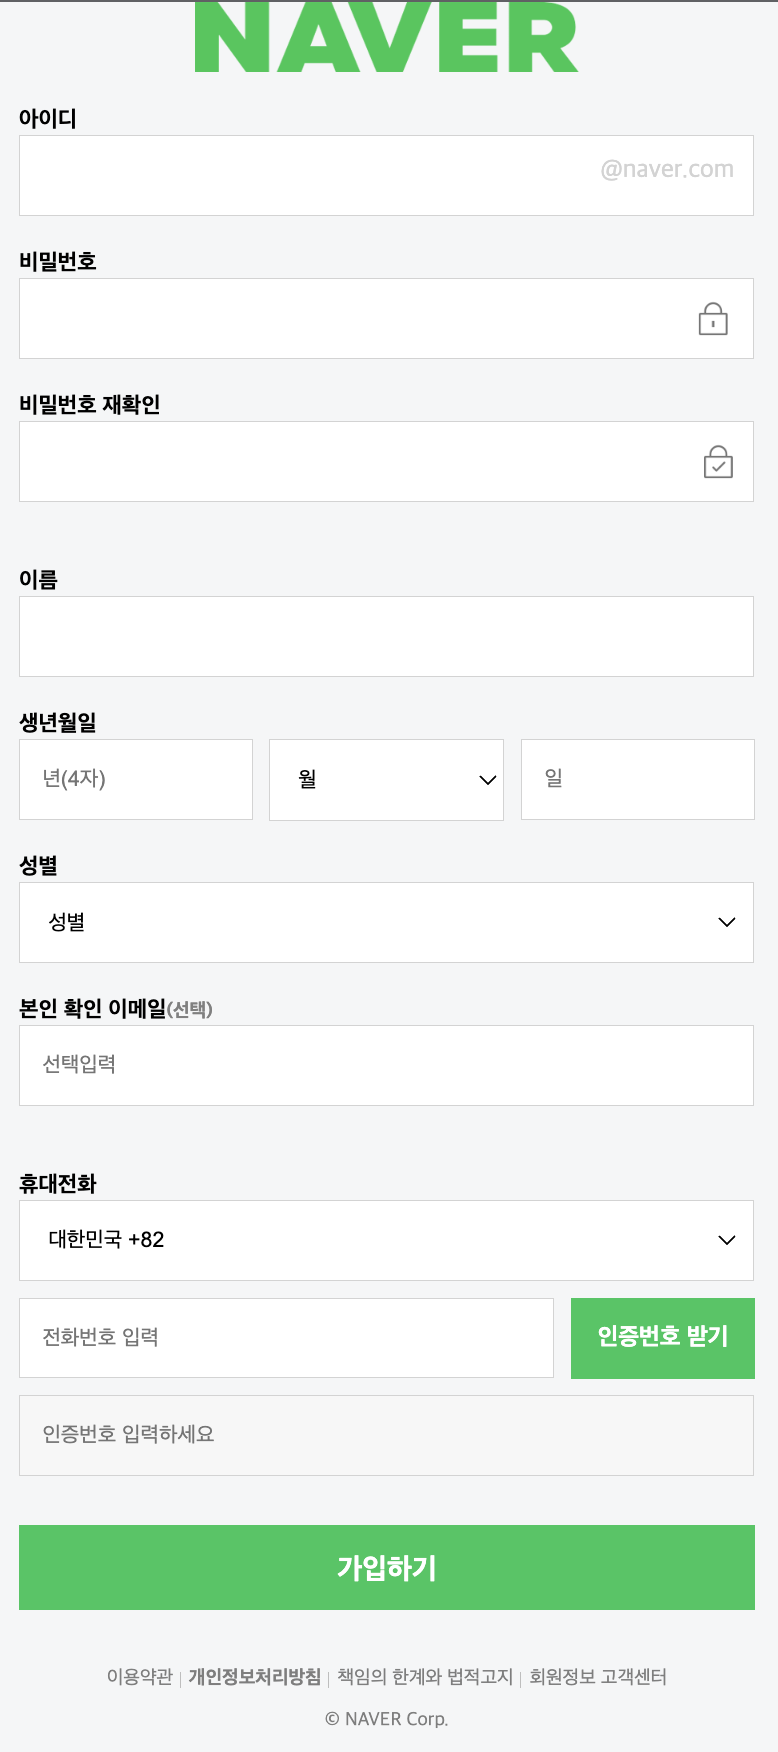 NAVER
아이디
@naver.com
비밀번호
비밀번호 재확인
이름
생년월일
년(4자) 월 일
성별
성별
본인 확인 이메일(선택)
선택입력
휴대전화
대한민국 +82
전화번호 입력 인증번호 받기
인증번호 입력하세요
가입하기
이용약관 | 개인정보처리방침 | 책임의 한계와 법적고지 | 회원정보 고객센터
© NAVER Corp.